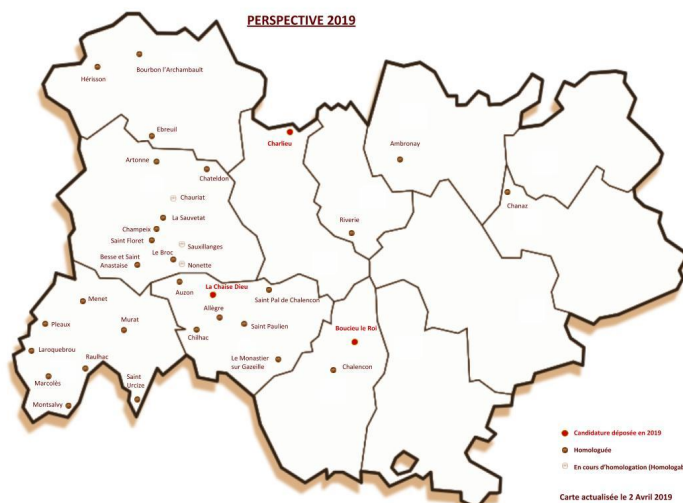 PERSPECTIVE 2019
Bourbon l'Archambault
Hérisson
Ebreuil
Charlieu
Ambronay
Artonne
Chateldon
Chanaz
Chauriat
La Sauvetat
Champeix
Riverie
Saint Floret
Sauxillanges
Le Broc
Besse et Saint
Anastaise
Nonette
Auzon
La Chaise Dieu
Saint Pal de Chalencon
Menet
Allègre
Pleaux
Murat
Saint Paulien
Boucieu le Roi
Chilhac
Laroquebrou
Raulhac
Le Monastier
sur Gazeille
Chalencon
Marcolès
Saint
Urcize
Montsalvy
Candidature déposée en 2019
Homologuée
En cours d'homologation (Homologab
Carte actualisée le 2 Avril 2019